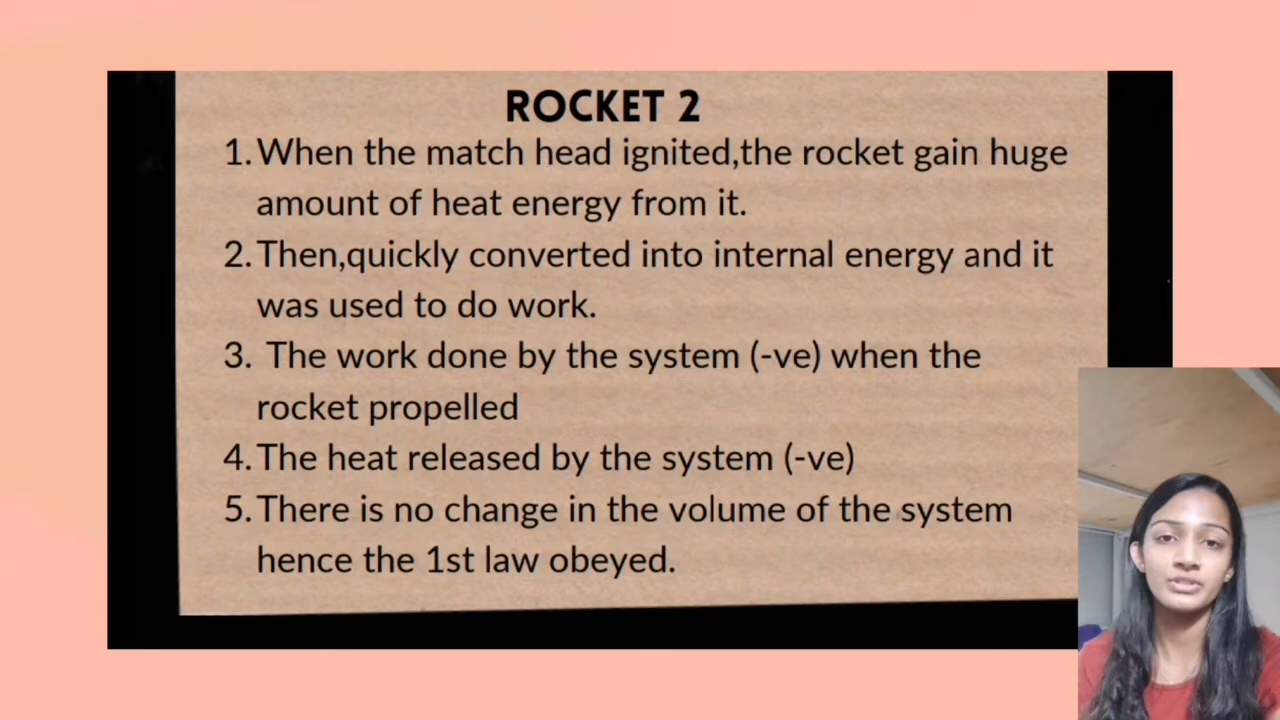 ROCKET 2
1. When the match head ignited,the rocket gain huge
amount of heat energy from it.
2. Then,quickly converted into internal energy and it
was used to do work.
3. The work done by the system (-ve) when the
rocket propelled
4. The heat released by the system (-ve)
5. There is no change in the volume of the system
hence the 1st law obeyed.